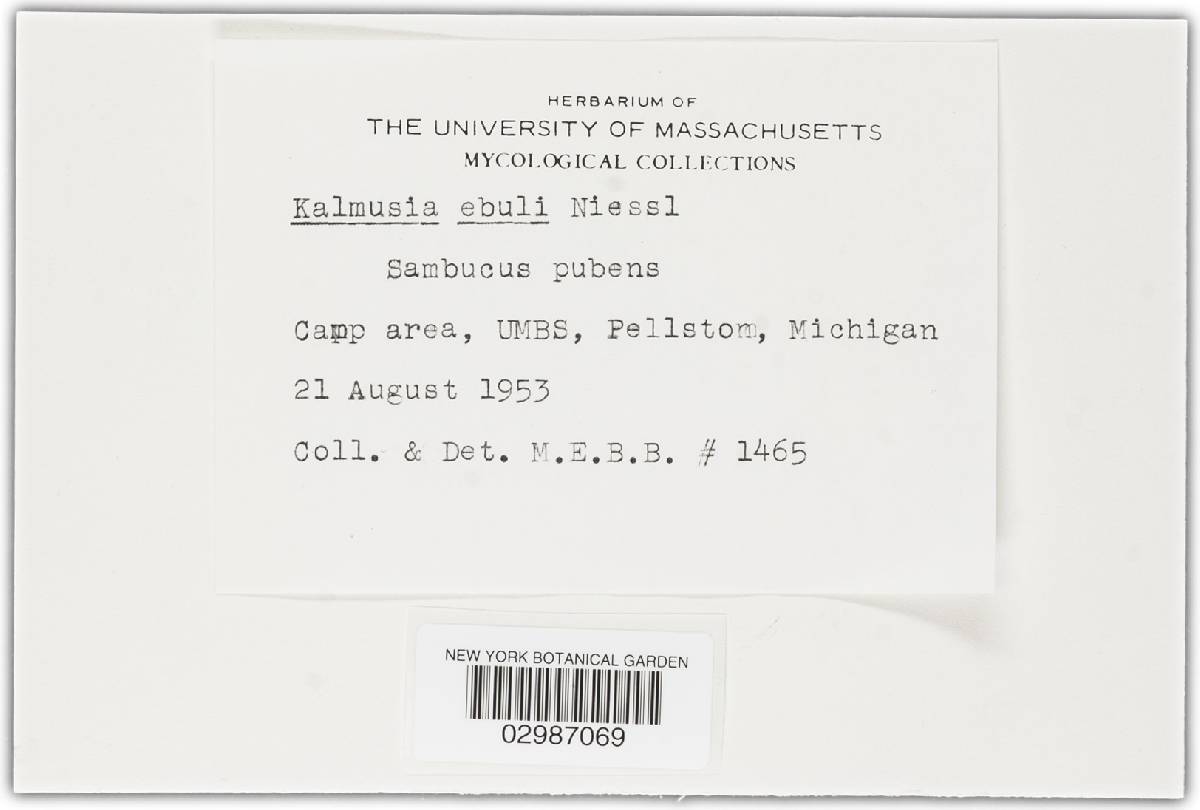 HERBARIUM OF
THE UNIVERSITY OF MASSACHUSETTS
MYCOLOGICAL COLLECTIONS
Kalmusia ebuli Niessl
Sambucus pubens
Camp area, UMBS, Pellstom, Michigan
21 August 1953
Coll. & Det. M.E.B.B. # 1465
NEW YORK BOTANICAL GARDEN
02987069